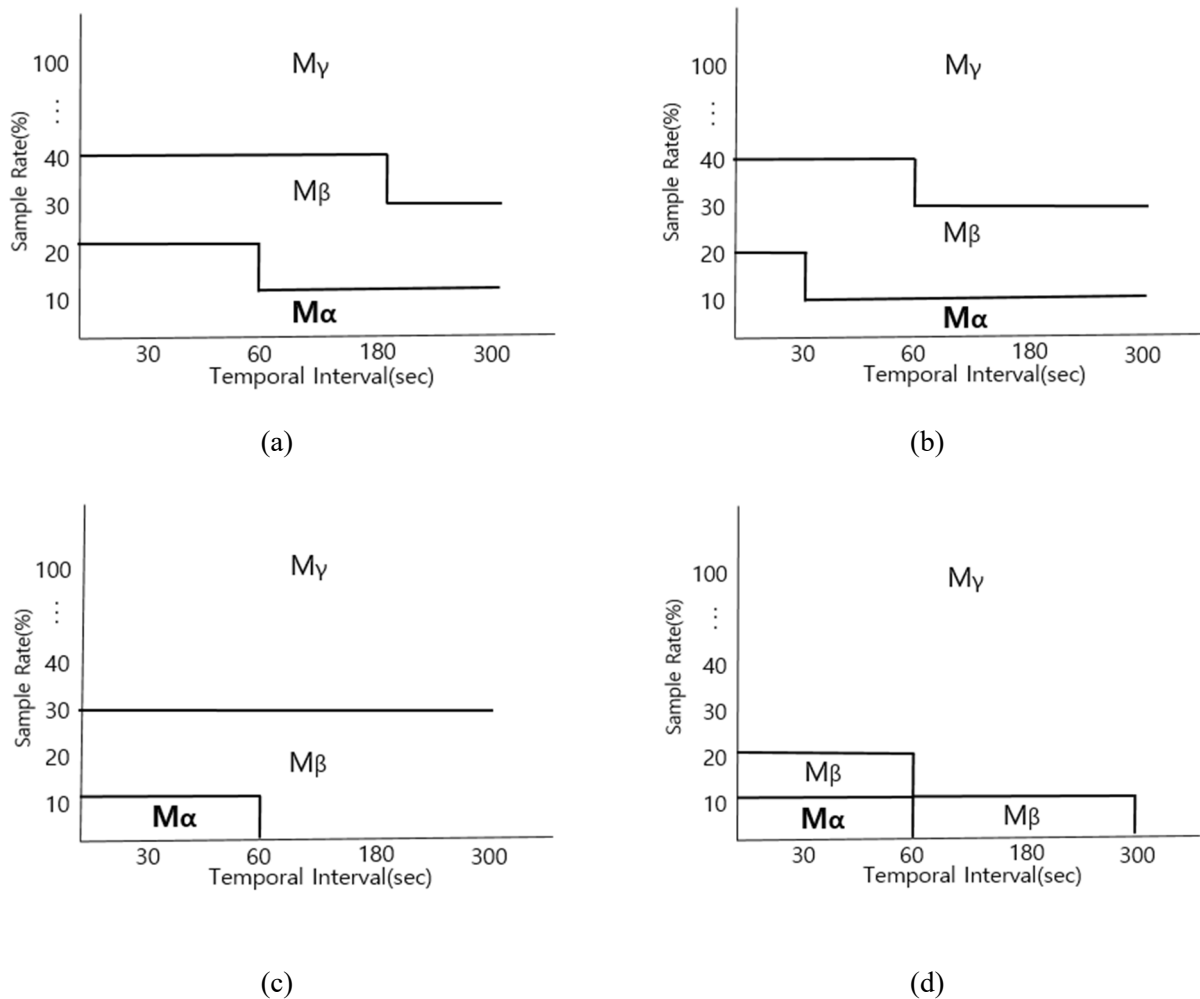 Sample Rate(%)
100
⋮
40
30
20
10
Mγ
Mβ
Mα
30 60 180 300
Temporal Interval(sec)
(a)
Sample Rate(%)
100
⋮
40
30
20
10
Mγ
Mβ
Mα
30 60 180 300
Temporal Interval(sec)
(b)
Sample Rate(%)
100
⋮
40
30
20
10
Mγ
Mβ
Mα
30 60 180 300
Temporal Interval(sec)
(c)
Sample Rate(%)
100
⋮
40
30
20
10
Mγ
Mβ
Mα Mβ
30 60 180 300
Temporal Interval(sec)
(d)